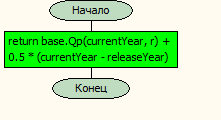 Начало
return base.Qp(currentYear, r) +
0.5 * (currentYear - releaseYear)
Конец